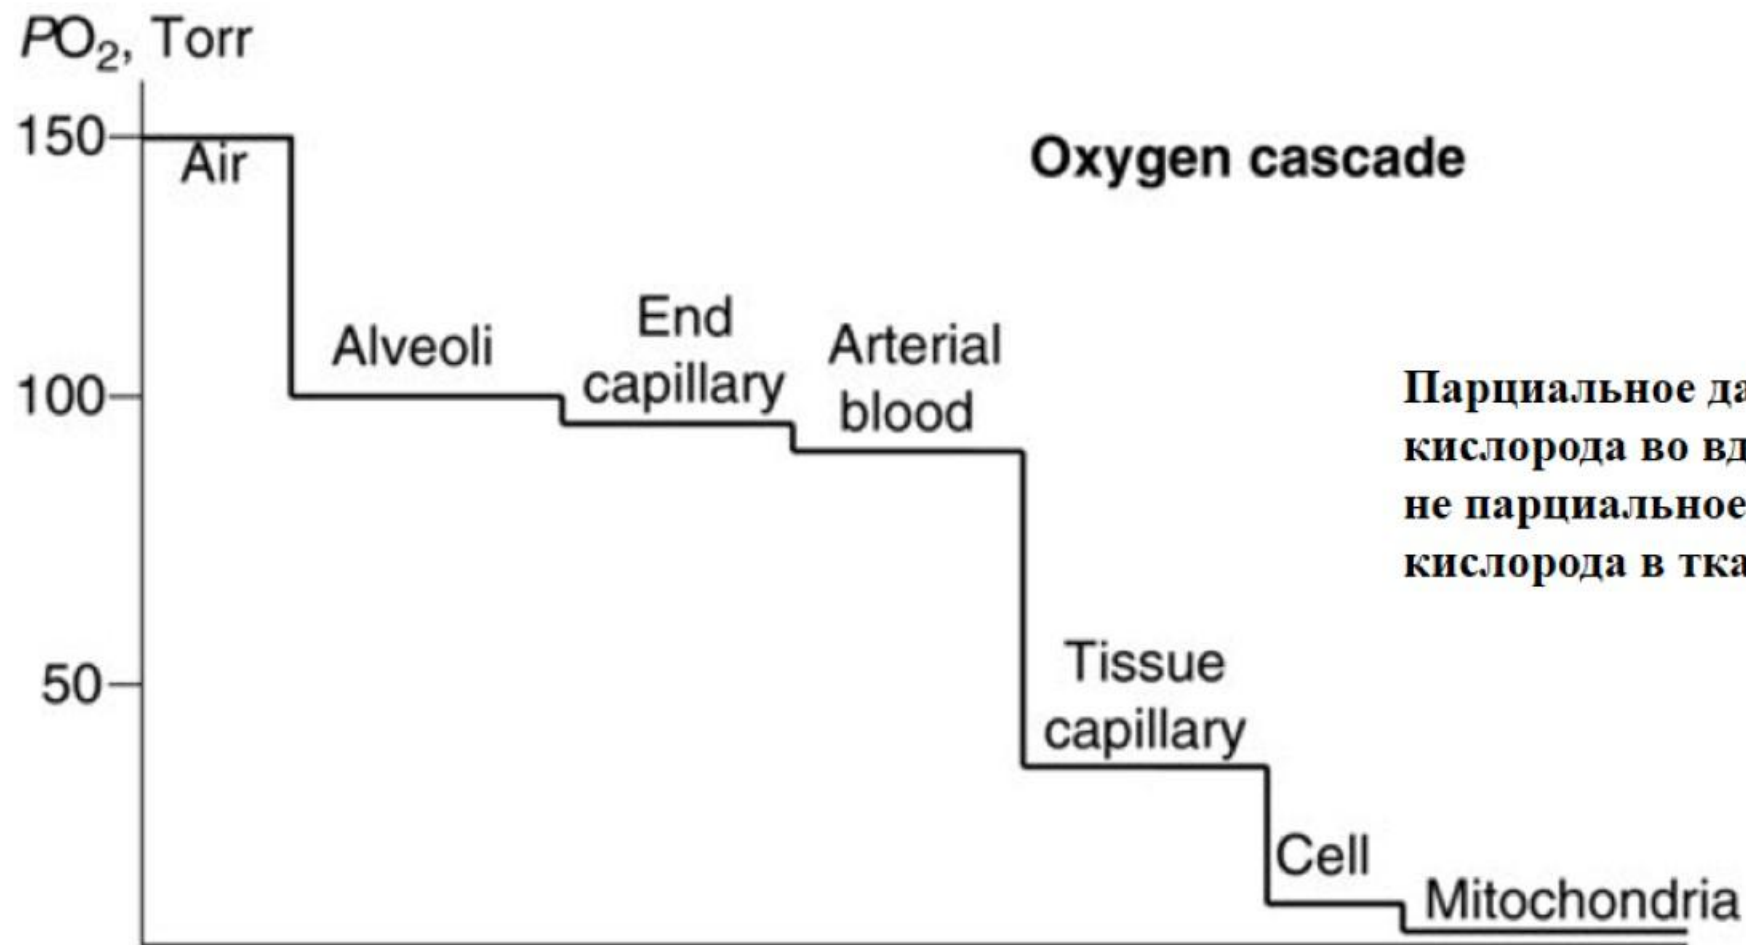 PO₂, Torr
150
Air
Oxygen cascade
100
Alveoli
End
capillary
Arterial
blood
Парциальное
кислорода во
не парциальное
кислорода в
50
Tissue
capillary
Cell
Mitochondria